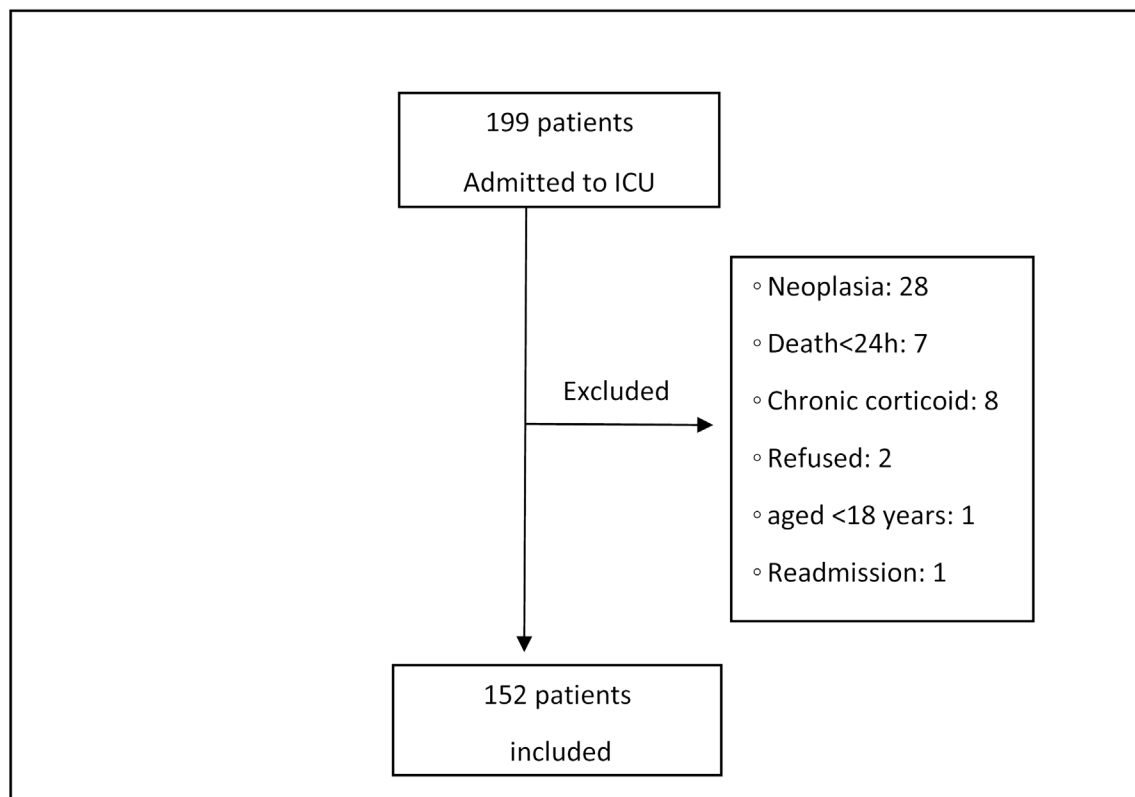 199 patients
Admitted to ICU
◦ Neoplasia: 28
◦ Death<24h: 7
Excluded
◦ Chronic corticoid: 8
◦ Refused: 2
◦ aged <18 years: 1
◦ Readmission: 1
152 patients
included